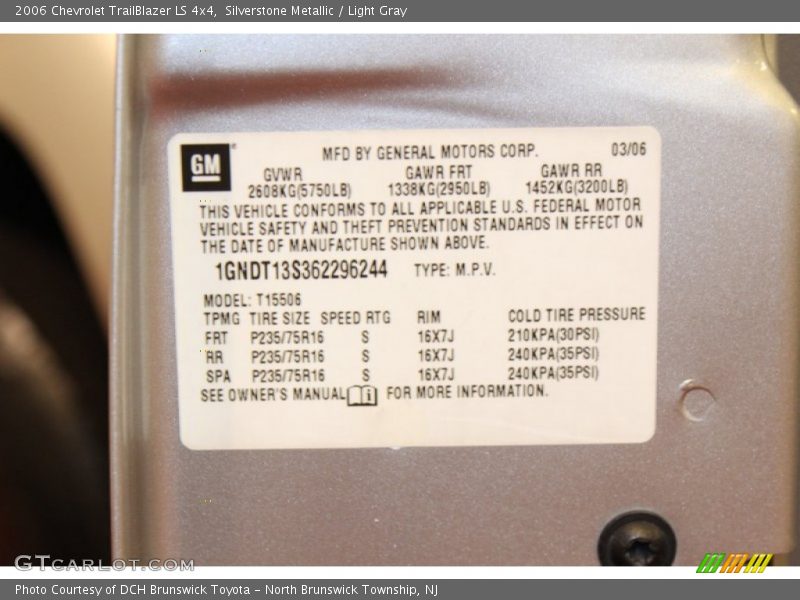 2006 Chevrolet TrailBlazer LS 4x4, Silverstone Metallic / Light Gray
GM
MFD BY GENERAL MOTORS CORP. 03/06
GVWR GAWR FRT GAWR RR
2608KG(5750LB) 1338KG(2950LB) 1452KG(3200LB)
THIS VEHICLE CONFORMS TO ALL APPLICABLE U.S. FEDERAL MOTOR
VEHICLE SAFETY AND THEFT PREVENTION STANDARDS IN EFFECT ON
THE DATE OF MANUFACTURE SHOWN ABOVE.
1GNDT13S362296244 TYPE: M.P.V.
MODEL: T15506
TPMG TIRE SIZE SPEED RTG RIM COLD TIRE PRESSURE
FRT P235/75R16 S 16X7J 210KPA(30PSI)
RR P235/75R16 S 16X7J 240KPA(35PSI)
SPA P235/75R16 S 16X7J 240KPA(35PSI)
SEE OWNER'S MANUAL i FOR MORE INFORMATION.
GTCARLOT.COM
Photo Courtesy of DCH Brunswick Toyota - North Brunswick Township, NJ